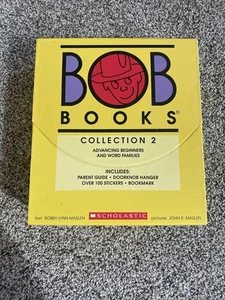 BOB
BOOKS®
COLLECTION 2
ADVANCING BEGINNERS
AND WORD FAMILIES
INCLUDES:
PARENT GUIDE • DOORKNOB HANGER
OVER 100 STICKERS • BOOKMARK
text BOBBY LYNN MASLEN SCHOLASTIC pictures JOHN R. MASLEN